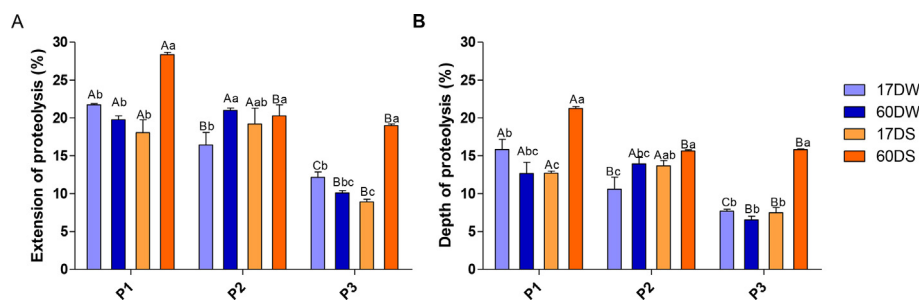 A
B
Extension of proteolysis (%)
30
25
20
15
10
5
0
Ab
Ab
Ab
Aa
Bb
Aa
Aab
Ba
Cb
Bbc
Bc
Ba
P1
P2
P3
Depth of proteolysis (%)
30
25
20
15
10
5
0
Ab
Abc
Ac
Aa
Bc
Abc
Aab
Ba
Cb
Bb
Bb
Ba
P1
P2
P3
17DW
60DW
17DS
60DS